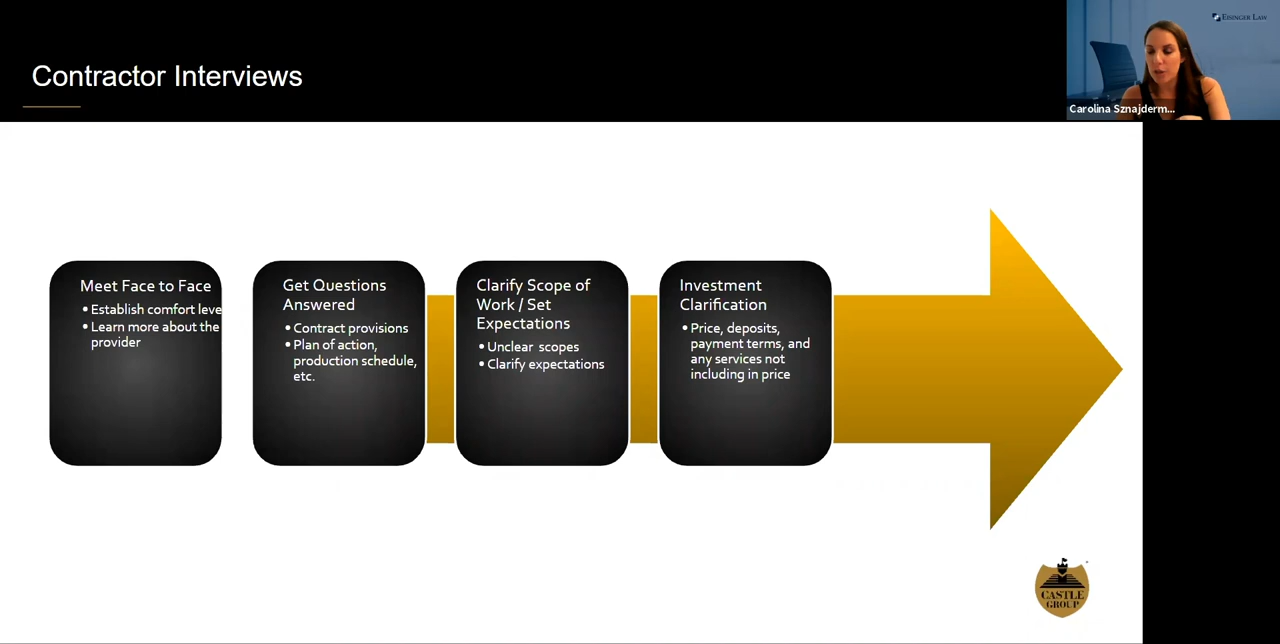 Contractor Interviews
EISINGER LAW
Carolina Sznajderm...
Meet Face to Face
• Establish comfort leve
• Learn more about the
provider
Get Questions
Answered
• Contract provisions
• Plan of action,
production schedule,
etc.
Clarify Scope of
Work / Set
Expectations
• Unclear scopes
• Clarify expectations
Investment
Clarification
• Price, deposits,
payment terms, and
any services not
including in price
CASTLE
GROUP